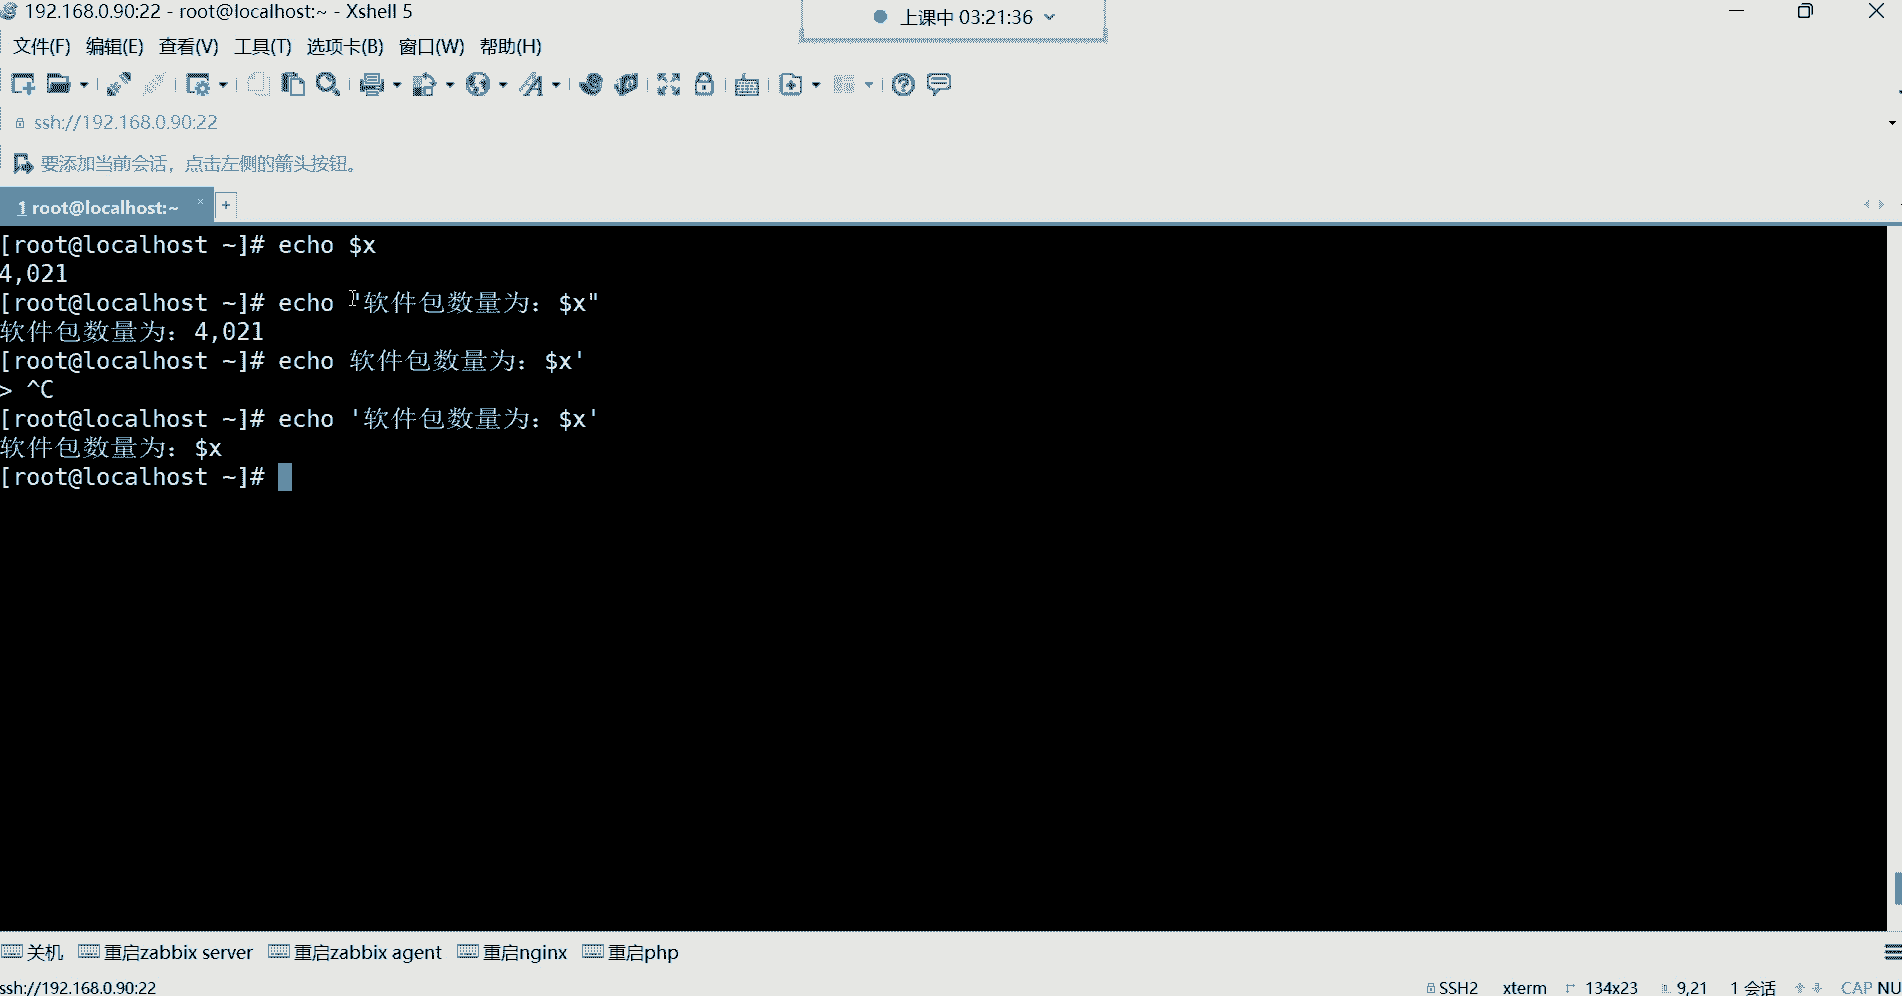 192.168.0.90:22 - root@localhost:~ - Xshell 5
上课中 03:21:36
文件(F) 编辑(E) 查看(V) 工具(T) 选项卡(B) 窗口(W) 帮助(H)
ssh://192.168.0.90:22
要添加当前会话，点击左侧的箭头按钮。
1 root@localhost:~ × +
[root@localhost ~]# echo $x
4,021
[root@localhost ~]# echo "软件包数量为：$x"
软件包数量为：4,021
[root@localhost ~]# echo 软件包数量为：$x'
> ^C
[root@localhost ~]# echo '软件包数量为：$x'
软件包数量为：$x
[root@localhost ~]#
关机 重启zabbix server 重启zabbix agent 重启nginx 重启php
ssh://192.168.0.90:22 SSH2 xterm 134x23 9,21 1 会话 CAP NU